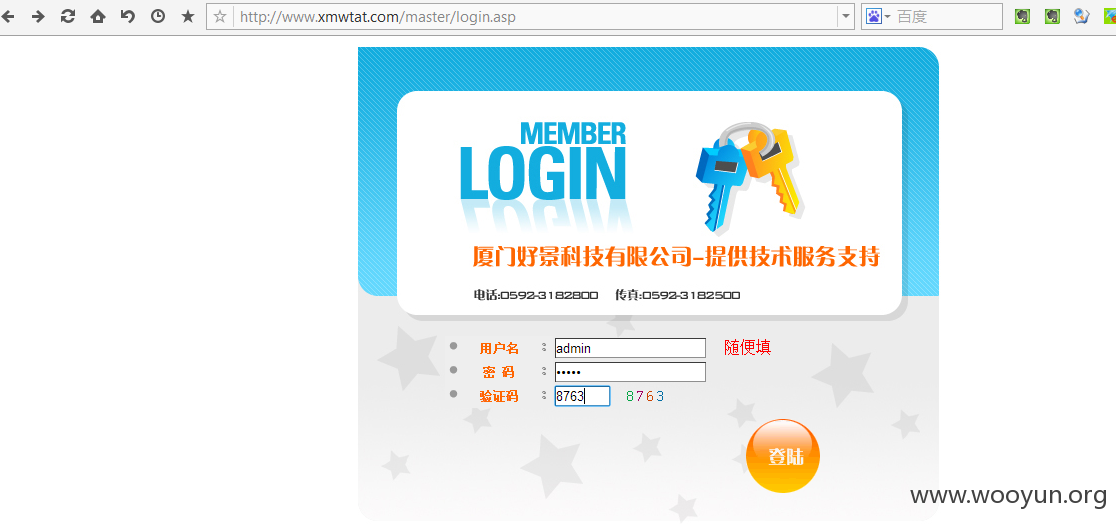 http://www.xmwtat.com/master/login.asp
百度
MEMBER
LOGIN
厦门好景科技有限公司-提供技术服务支持
电话:0592-3182800 传真:0592-3182500
用户名 : admin 随便填
密 码 : •••••
验证码 : 8763 8763
登陆
www.wooyun.org